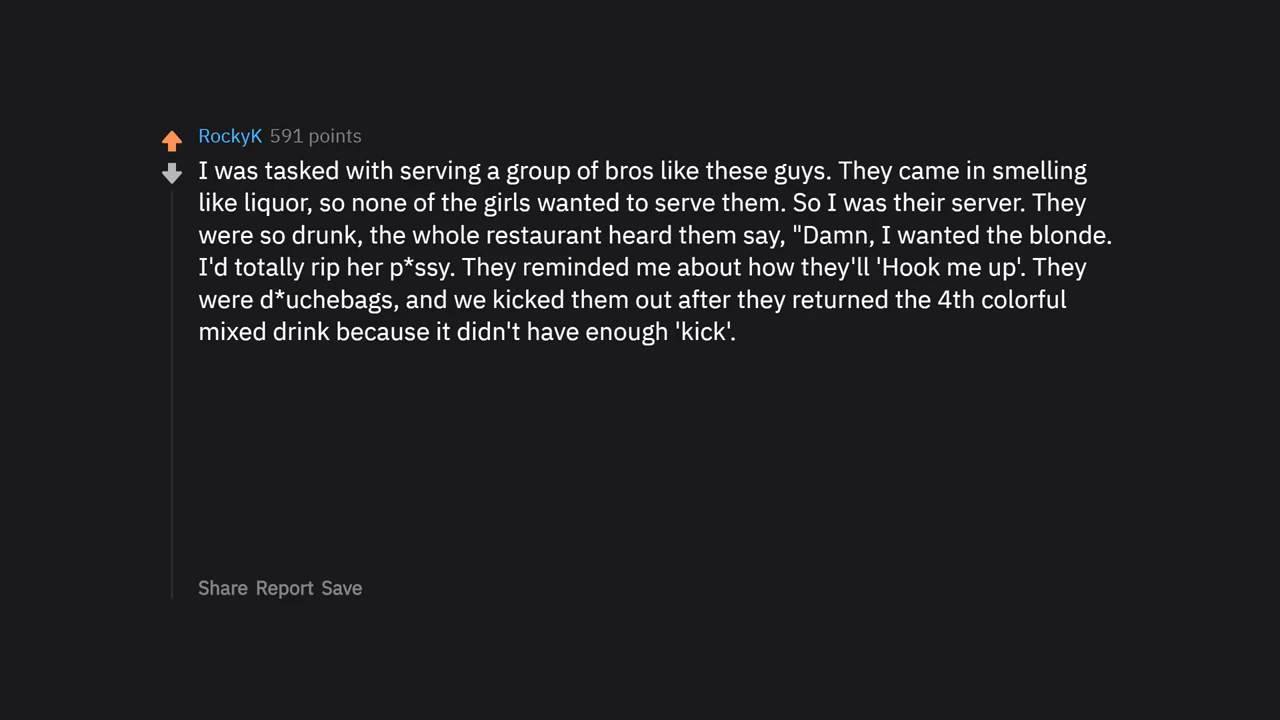 RockyK 591 points
I was tasked with serving a group of bros like these guys. They came in smelling
like liquor, so none of the girls wanted to serve them. So I was their server. They
were so drunk, the whole restaurant heard them say, "Damn, I wanted the blonde.
I'd totally rip her p*ssy. They reminded me about how they'll 'Hook me up'. They
were d*uchebags, and we kicked them out after they returned the 4th colorful
mixed drink because it didn't have enough 'kick'.
Share Report Save